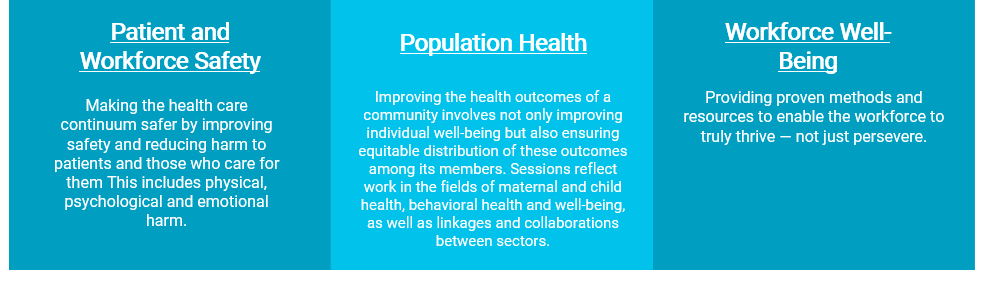 Patient and
Workforce Safety
Making the health care
continuum safer by improving
safety and reducing harm to
patients and those who care for
them This includes physical,
psychological and emotional
harm.
Population Health
Improving the health outcomes of a
community involves not only improving
individual well-being but also ensuring
equitable distribution of these outcomes
among its members. Sessions reflect
work in the fields of maternal and child
health, behavioral health and well-being,
as well as linkages and collaborations
between sectors.
Workforce Well-
Being
Providing proven methods and
resources to enable the workforce to
truly thrive — not just persevere.